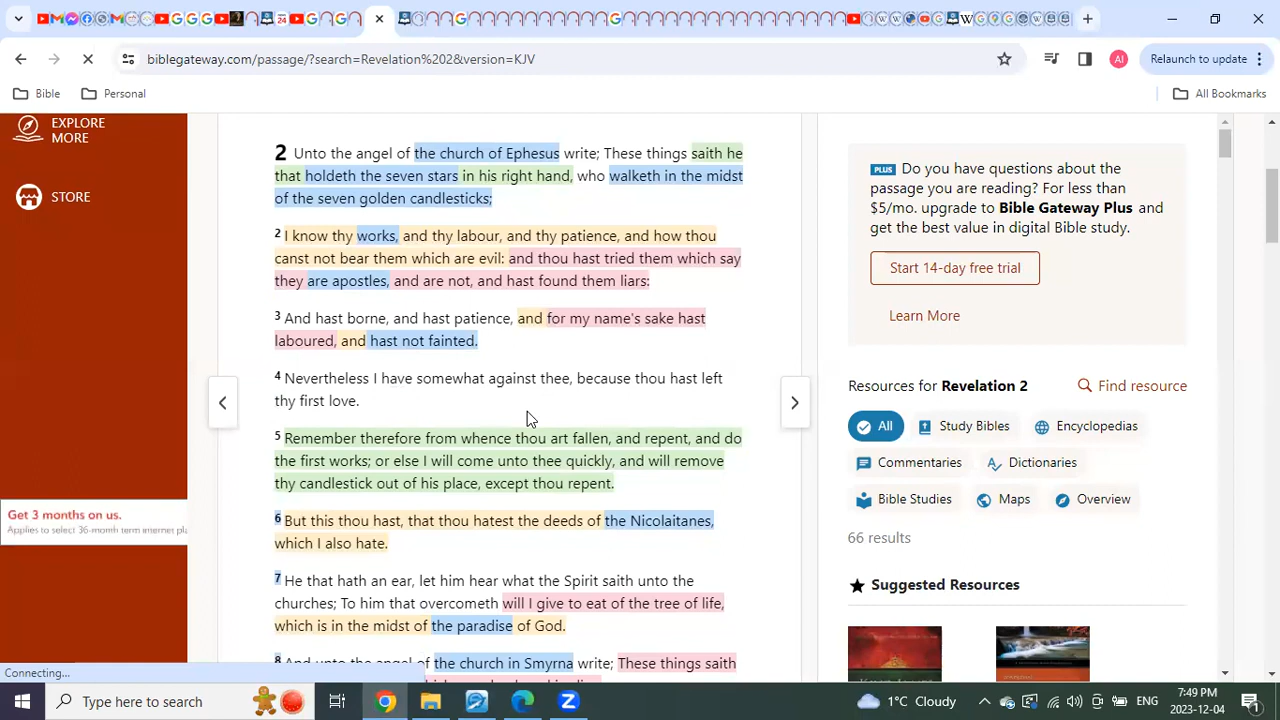 24
biblegateway.com/passage/?search=Revelation%202&version=KJV
AI
Relaunch to update
Bible
Personal
All Bookmarks
EXPLORE
MORE
STORE
Get 3 months on us.
Applies to select 36-month term internet pl
2 Unto the angel of the church of Ephesus write; These things saith he
that holdeth the seven stars in his right hand, who walketh in the midst
of the seven golden candlesticks;
2 I know thy works, and thy labour, and thy patience, and how thou
canst not bear them which are evil: and thou hast tried them which say
they are apostles, and are not, and hast found them liars:
3 And hast borne, and hast patience, and for my name's sake hast
laboured, and hast not fainted.
4 Nevertheless I have somewhat against thee, because thou hast left
thy first love.
5 Remember therefore from whence thou art fallen, and repent, and do
the first works; or else I will come unto thee quickly, and will remove
thy candlestick out of his place, except thou repent.
6 But this thou hast, that thou hatest the deeds of the Nicolaitanes,
which I also hate.
7 He that hath an ear, let him hear what the Spirit saith unto the
churches; To him that overcometh will I give to eat of the tree of life,
which is in the midst of the paradise of God.
8 And unto the angel of the church in Smyrna write; These things saith
PLUS Do you have questions about the
passage you are reading? For less than
$5/mo. upgrade to Bible Gateway Plus and
get the best value in digital Bible study.
Start 14-day free trial
Learn More
Resources for Revelation 2
Find resource
All
Study Bibles
Encyclopedias
Commentaries
Dictionaries
Bible Studies
Maps
Overview
66 results
Suggested Resources
Connecting...
Type here to search
1°C Cloudy
ENG
7:49 PM
2023-12-04
1